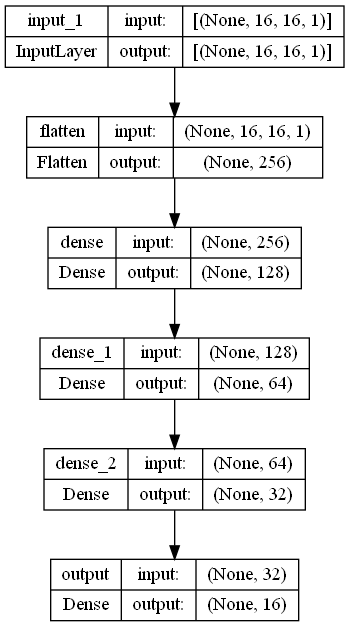 input_1 input: [(None, 16, 16, 1)]
InputLayer output: [(None, 16, 16, 1)]
flatten input: (None, 16, 16, 1)
Flatten output: (None, 256)
dense input: (None, 256)
Dense output: (None, 128)
dense_1 input: (None, 128)
Dense output: (None, 64)
dense_2 input: (None, 64)
Dense output: (None, 32)
output input: (None, 32)
Dense output: (None, 16)